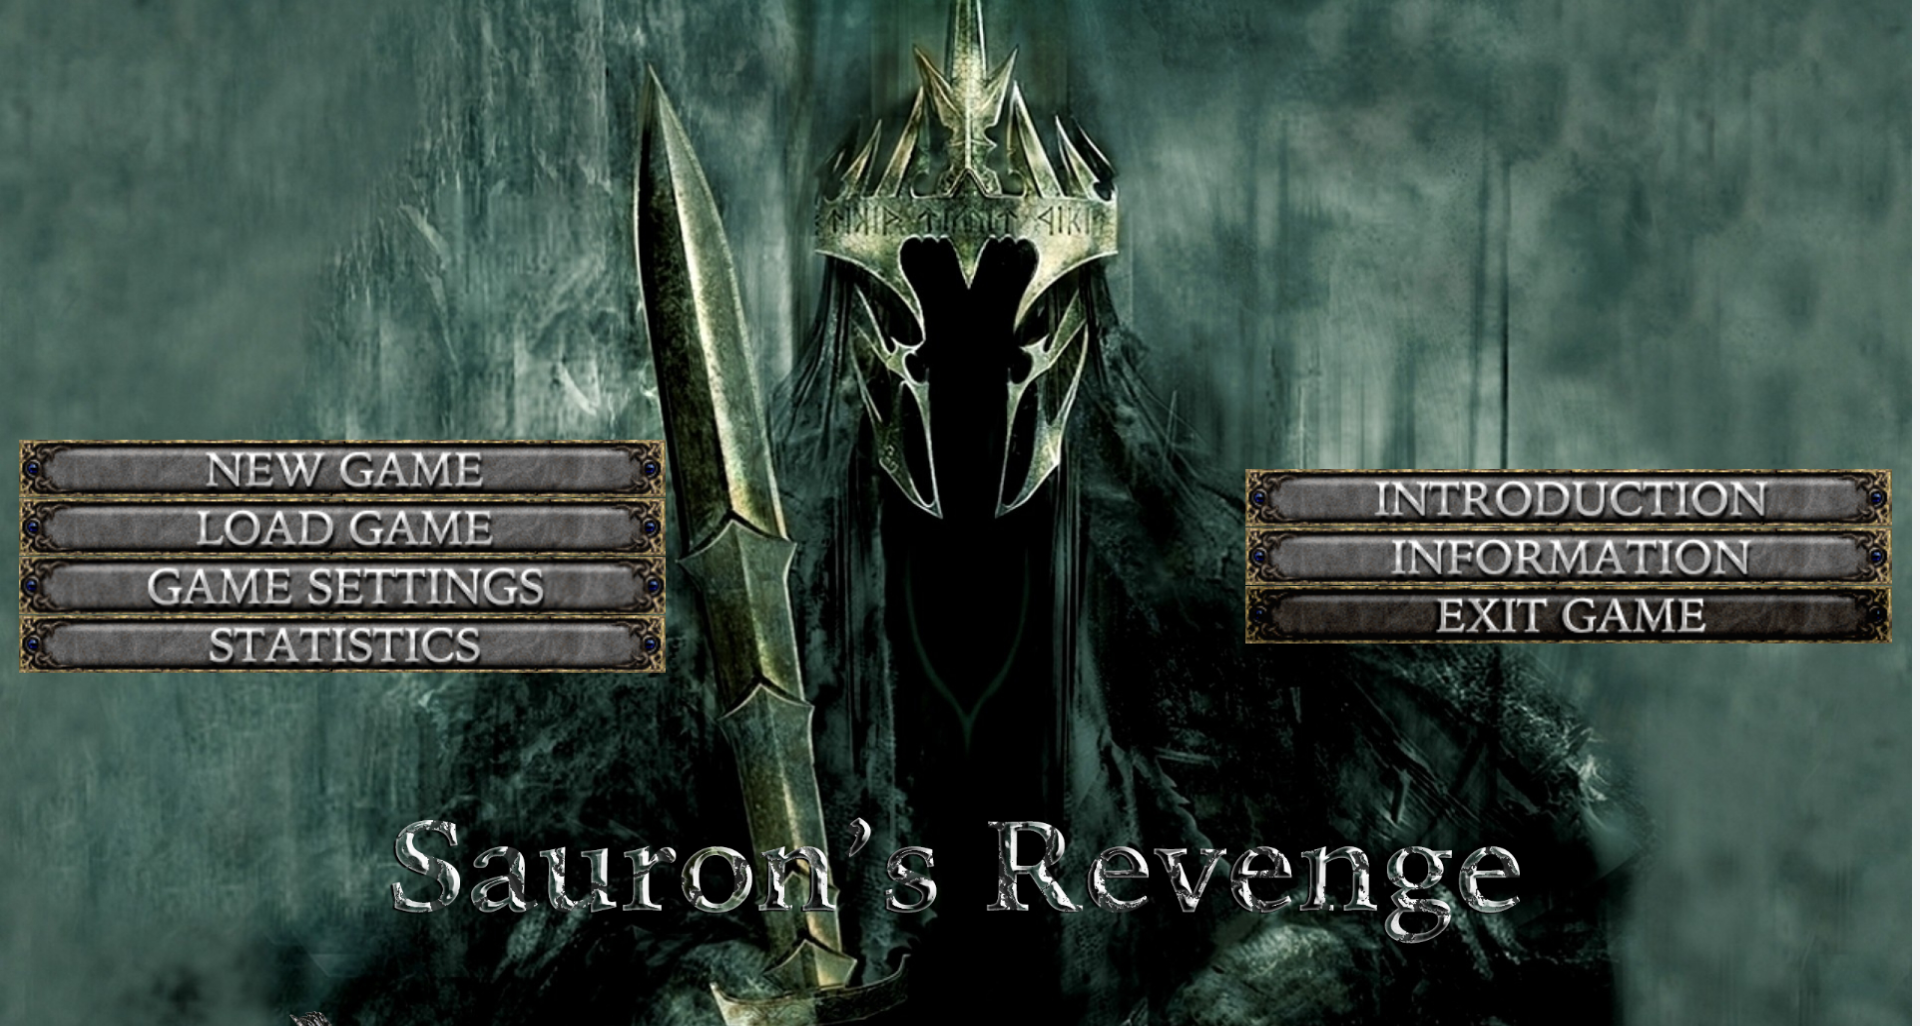 NEW GAME
LOAD GAME
GAME SETTINGS
STATISTICS
INTRODUCTION
INFORMATION
EXIT GAME
Sauron's Revenge